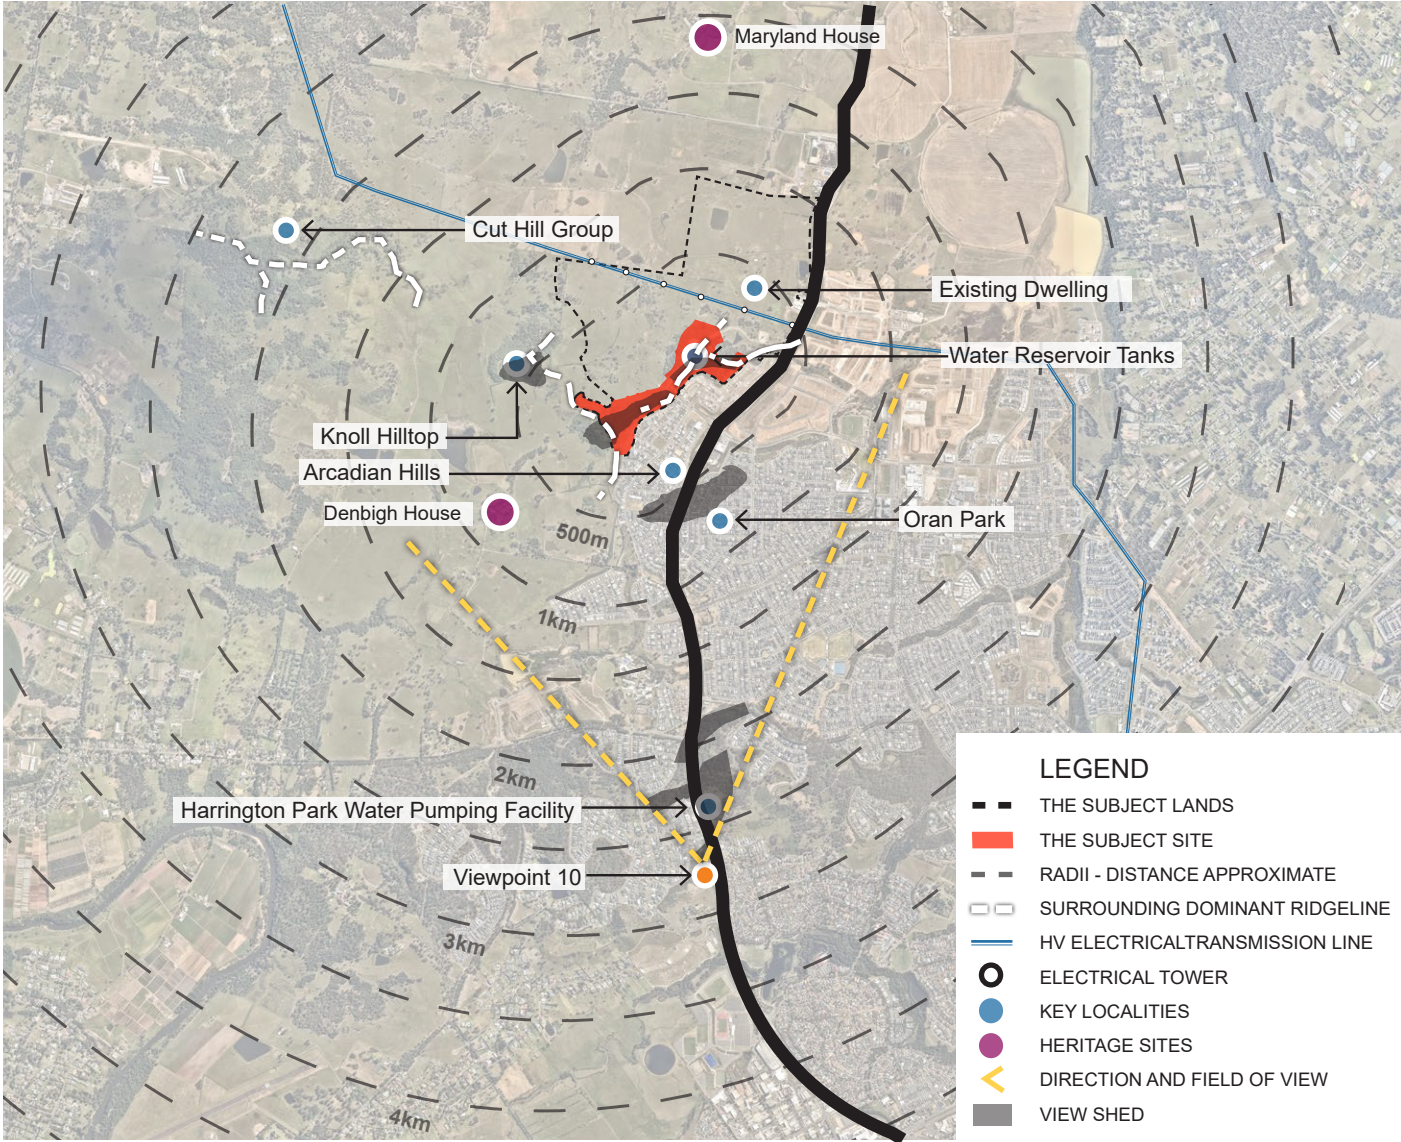 Maryland House
Cut Hill Group
Existing Dwelling
Water Reservoir Tanks
Knoll Hilltop
Arcadian Hills
Denbigh House
Oran Park
500m
1km
2km
Harrington Park Water Pumping Facility
Viewpoint 10
3km
4km
LEGEND
THE SUBJECT LANDS
THE SUBJECT SITE
RADII - DISTANCE APPROXIMATE
SURROUNDING DOMINANT RIDGELINE
HV ELECTRICALTRANSMISSION LINE
ELECTRICAL TOWER
KEY LOCALITIES
HERITAGE SITES
DIRECTION AND FIELD OF VIEW
VIEW SHED